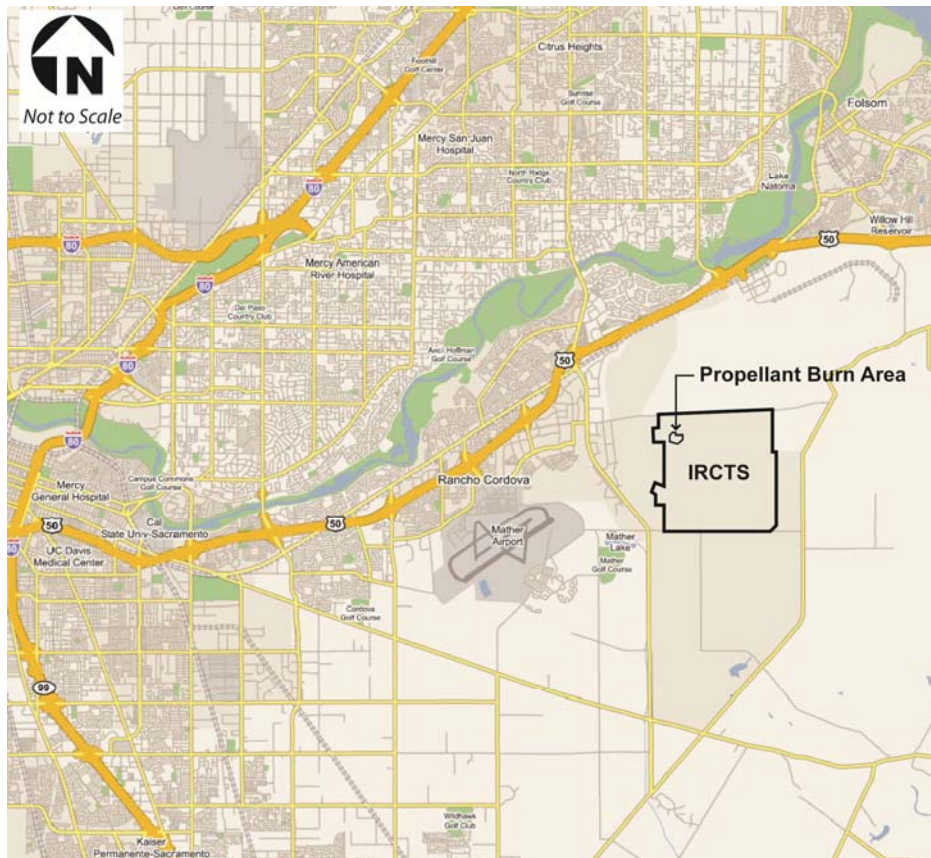 N
Not to Scale
Foothill
Golf Center
Citrus Heights
Sunrise
Golf Course
Folsom
Mercy San Juan
Hospital
North Ridge
Country Club
Lake
Natoma
80
Willow Hill
Reservoir
80
50
Mercy American
River Hospital
80
Del Paso
Country Club
Ancil Hoffman
Golf Course
50
80
Propellant Burn Area
80
IRCTS
Mercy
General Hospital
Campus Commons
Golf Course
Rancho Cordova
Cal
State Univ-Sacramento
50
50
Mather
Airport
Mather
Lake
80
UC Davis
Medical Center
Mather
Golf Course
Cordova
Golf Course
99
Wildhawk
Golf Club
Kaiser
Permanente-Sacramento